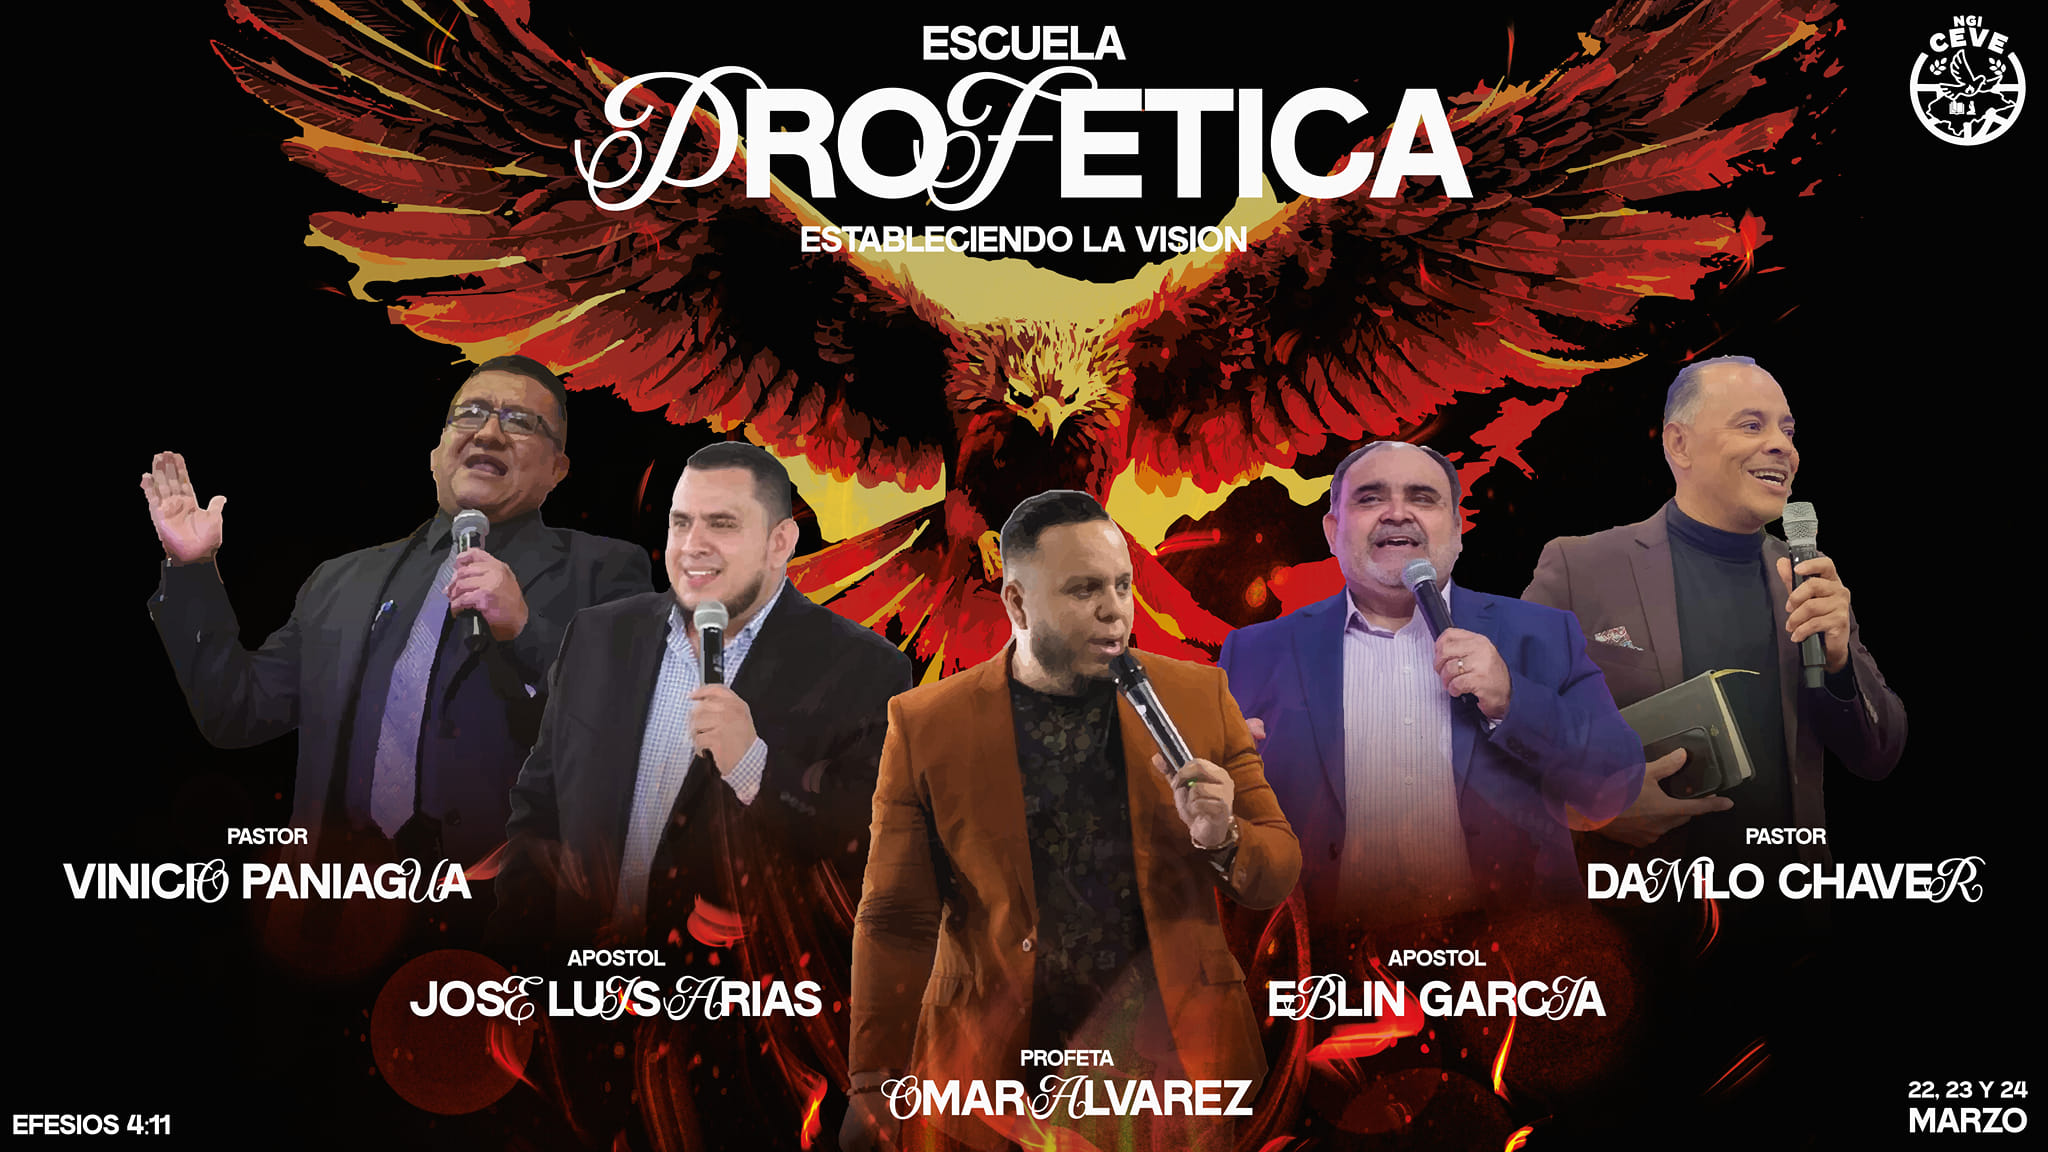 NGI
CEVE
ESCUELA
PROFETICA
ESTABLECIENDO LA VISION
PASTOR
VINICIO PANIAGUA
APOSTOL
JOSE LUIS ARIAS
PROFETA
OMAR ALVAREZ
APOSTOL
EBLIN GARCIA
PASTOR
DANILO CHAVER
EFESIOS 4:11
22, 23 Y 24
MARZO